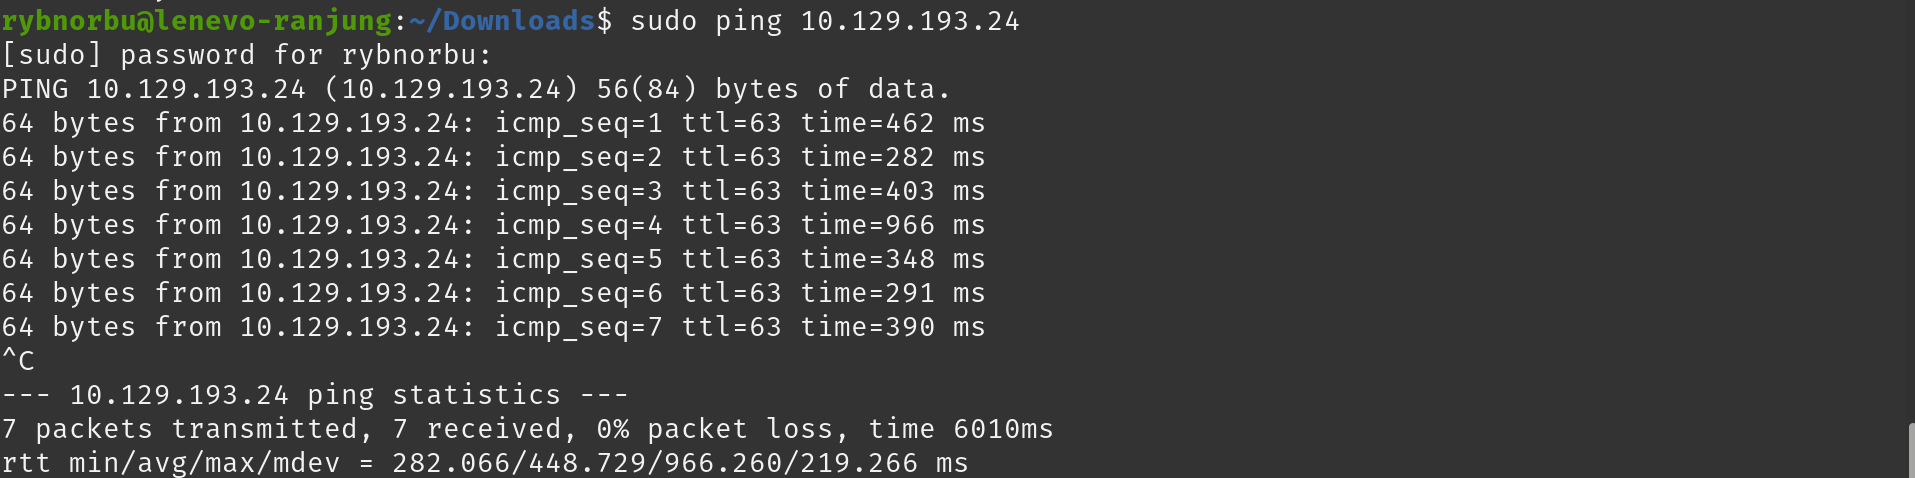 rybnorbu@lenevo-ranjung:~/Downloads$ sudo ping 10.129.193.24
[sudo] password for rybnorbu:
PING 10.129.193.24 (10.129.193.24) 56(84) bytes of data.
64 bytes from 10.129.193.24: icmp_seq=1 ttl=63 time=462 ms
64 bytes from 10.129.193.24: icmp_seq=2 ttl=63 time=282 ms
64 bytes from 10.129.193.24: icmp_seq=3 ttl=63 time=403 ms
64 bytes from 10.129.193.24: icmp_seq=4 ttl=63 time=966 ms
64 bytes from 10.129.193.24: icmp_seq=5 ttl=63 time=348 ms
64 bytes from 10.129.193.24: icmp_seq=6 ttl=63 time=291 ms
64 bytes from 10.129.193.24: icmp_seq=7 ttl=63 time=390 ms
^C
--- 10.129.193.24 ping statistics ---
7 packets transmitted, 7 received, 0% packet loss, time 6010ms
rtt min/avg/max/mdev = 282.066/448.729/966.260/219.266 ms